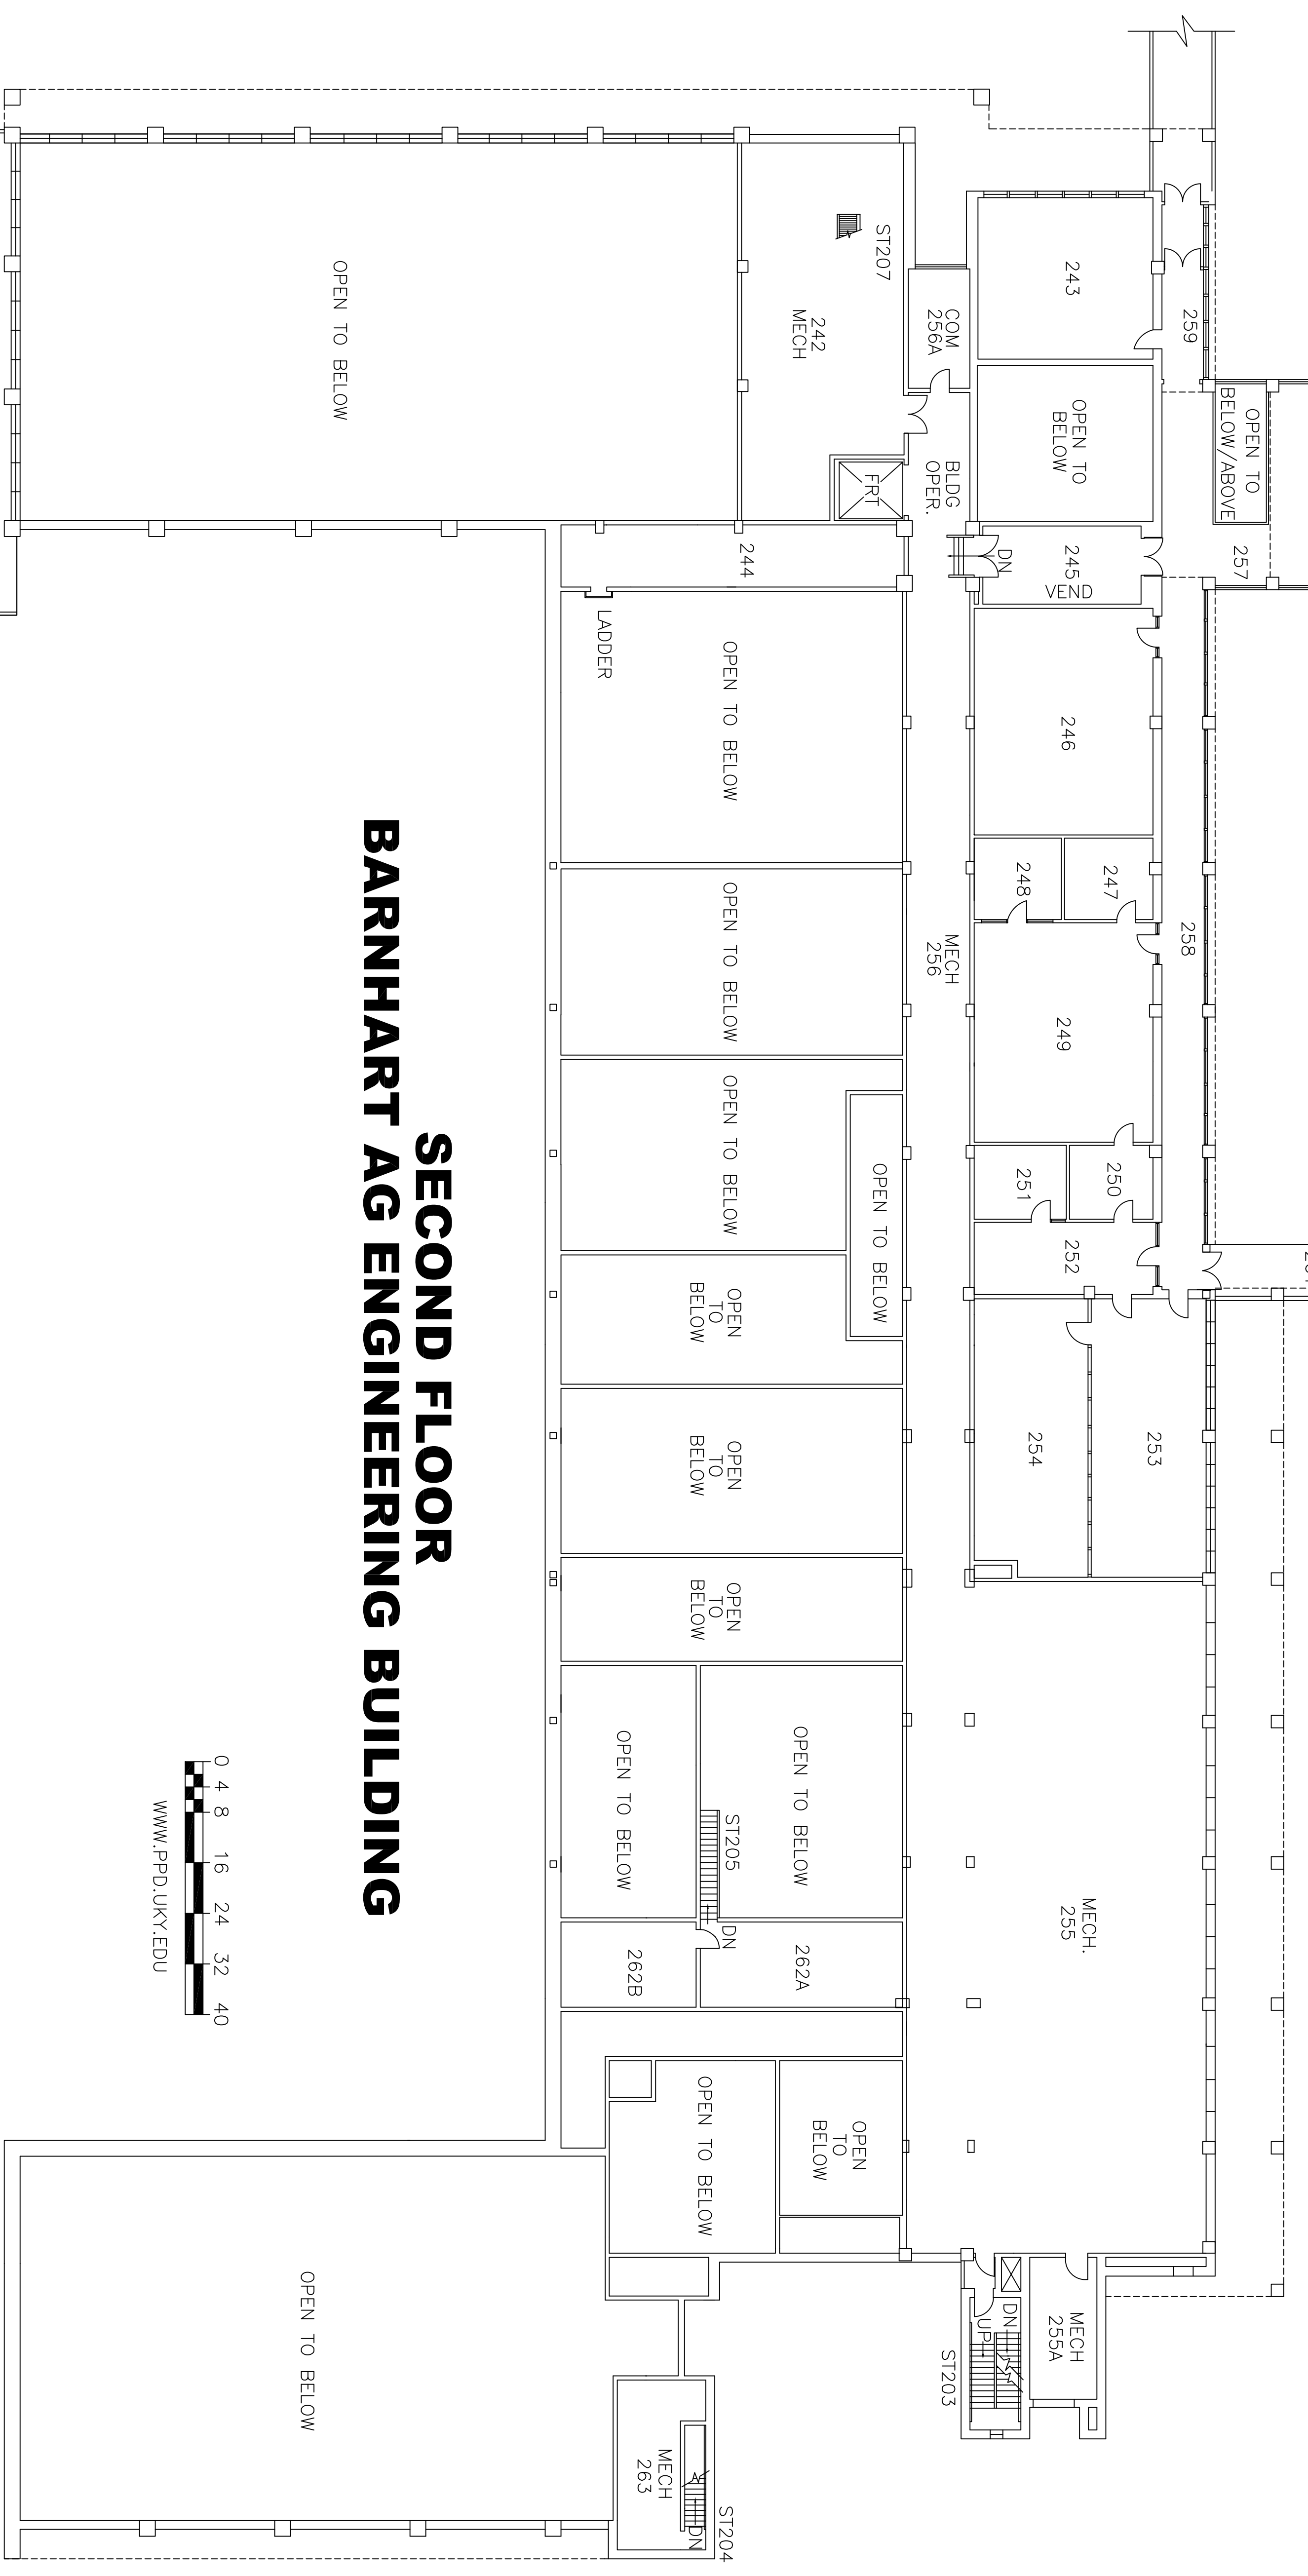 259
243
OPEN TO
BELOW/ABOVE
257
ST207
242
MECH
COM
256A
OPEN TO
BELOW
BLDG
OPER.
FRT
OPEN TO BELOW
244
DN
245
VEND
LADDER
OPEN TO BELOW
246
248
247
258
MECH
256
OPEN TO BELOW
249
OPEN TO BELOW
OPEN TO BELOW
251
250
252
OPEN
TO
BELOW
OPEN
TO
BELOW
254
253
OPEN
TO
BELOW
OPEN TO BELOW
OPEN TO BELOW
ST205
DN
MECH.
255
262B
262A
OPEN TO BELOW
OPEN
TO
BELOW
MECH
255A
DN
UP
ST203
MECH
263
DN
ST204
OPEN TO BELOW
SECOND FLOOR
BARNHART AG ENGINEERING BUILDING
0 4 8 16 24 32 40
WWW.PPD.UKY.EDU